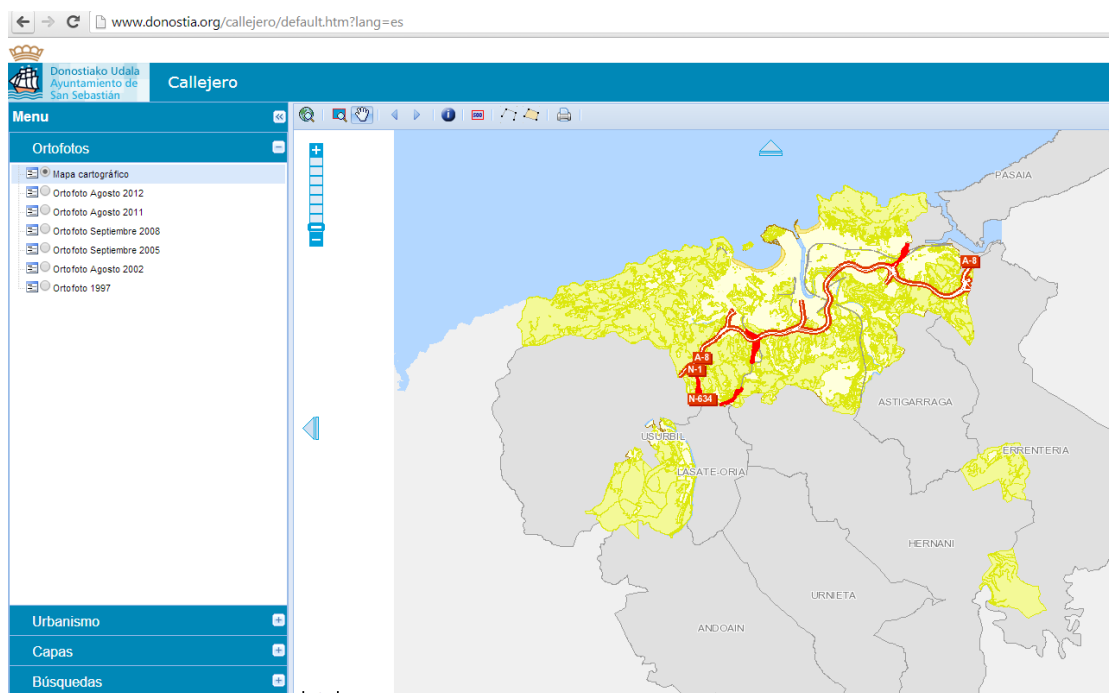 www.donostia.org/callejero/default.htm?lang=es
Donostiako Udala
Ayuntamiento de
San Sebastián
Callejero
Menu
Ortofotos
Mapa cartográfico
Ortofoto Agosto 2012
Ortofoto Agosto 2011
Ortofoto Septiembre 2008
Ortofoto Septiembre 2005
Ortofoto Agosto 2002
Ortofoto 1997
Urbanismo
Capas
Búsquedas
PASAIA
A-8
A-8
N-1
N-634
ASTIGARRAGA
USURBIL
ERRENTERIA
LASATE-ORIA
HERNANI
URNIETA
ANDOAIN